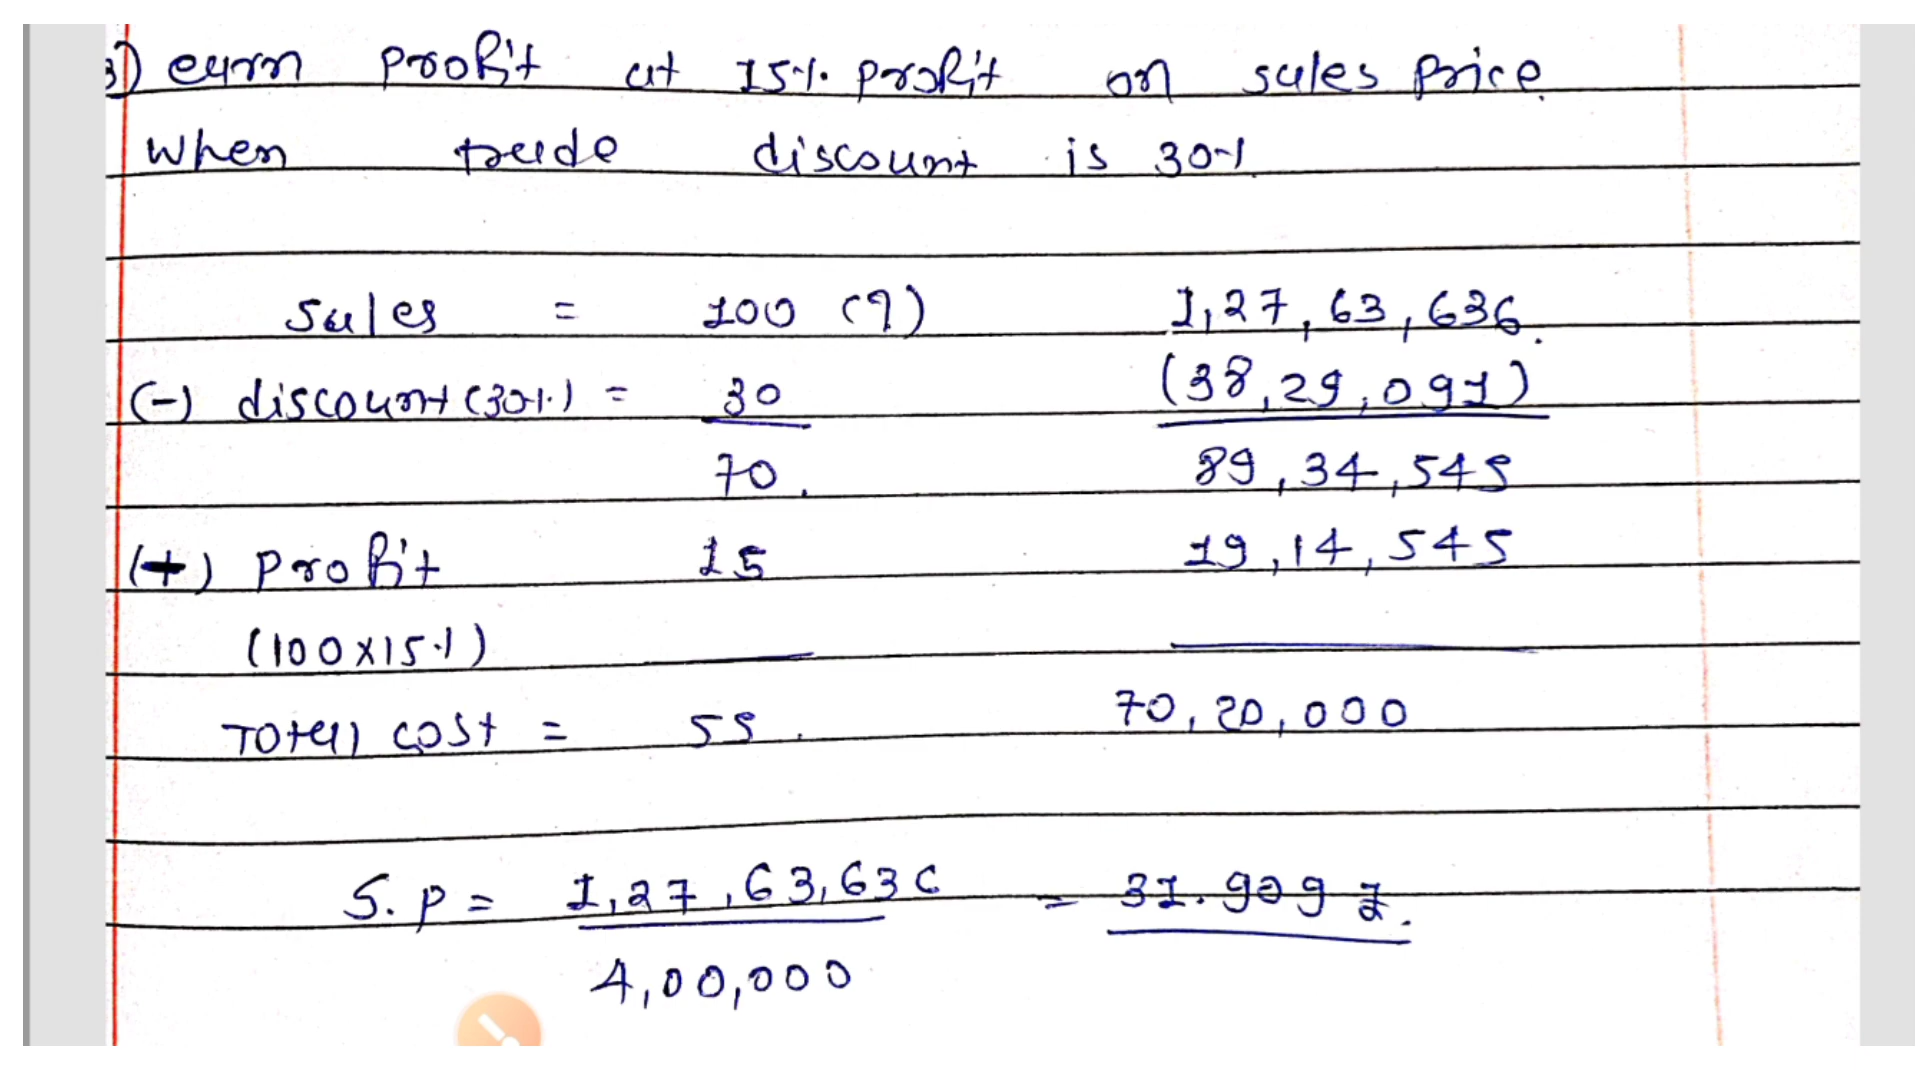 3) earn profit at 15% profit on sales price
when trade discount is 30%
Sales = 100 (?) 1,27,63,636.
(-) discount (30%) = 30 (38,29,091)
70. 89,34,545
(+) Profit 15 19,14,545
(100x15%)
Total cost = 55. 70,20,000
S.P = 1,27,63,636 = 31.9091.
4,00,000